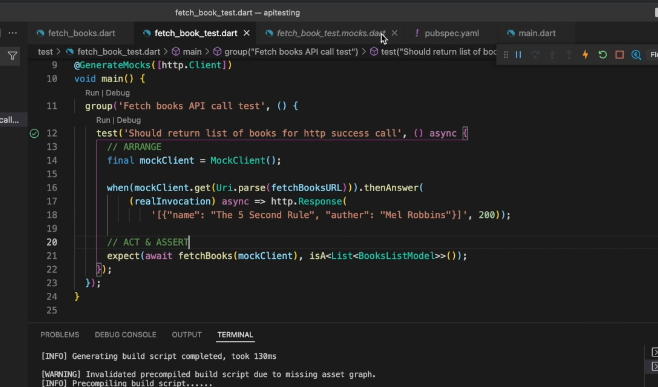 fetch_book_test.dart — apitesting
fetch_books.dart
fetch_book_test.dart
fetch_book_test.mocks.dart
! pubspec.yaml
main.dart
test > fetch_book_test.dart > main > group("Fetch books API call test") > test("Should return list of boo
9 @GenerateMocks([http.Client])
10 void main() {
Run | Debug
11 group('Fetch books API call test', () {
call...
Run | Debug
12 test('Should return list of books for http success call', () async {
13 // ARRANGE
14 final mockClient = MockClient();
15
16 when(mockClient.get(Uri.parse(fetchBooksURL))).thenAnswer(
17 (realInvocation) async => http.Response(
18 '[{"name": "The 5 Second Rule", "auther": "Mel Robbins"}]', 200));
19
20 // ACT & ASSERT
21 expect(await fetchBooks(mockClient), isA<List<BooksListModel>>());
22 });
23 });
24 }
25
PROBLEMS DEBUG CONSOLE OUTPUT TERMINAL
[INFO] Generating build script completed, took 130ms
[WARNING] Invalidated precompiled build script due to missing asset graph.
[INFO] Precompiling build script......